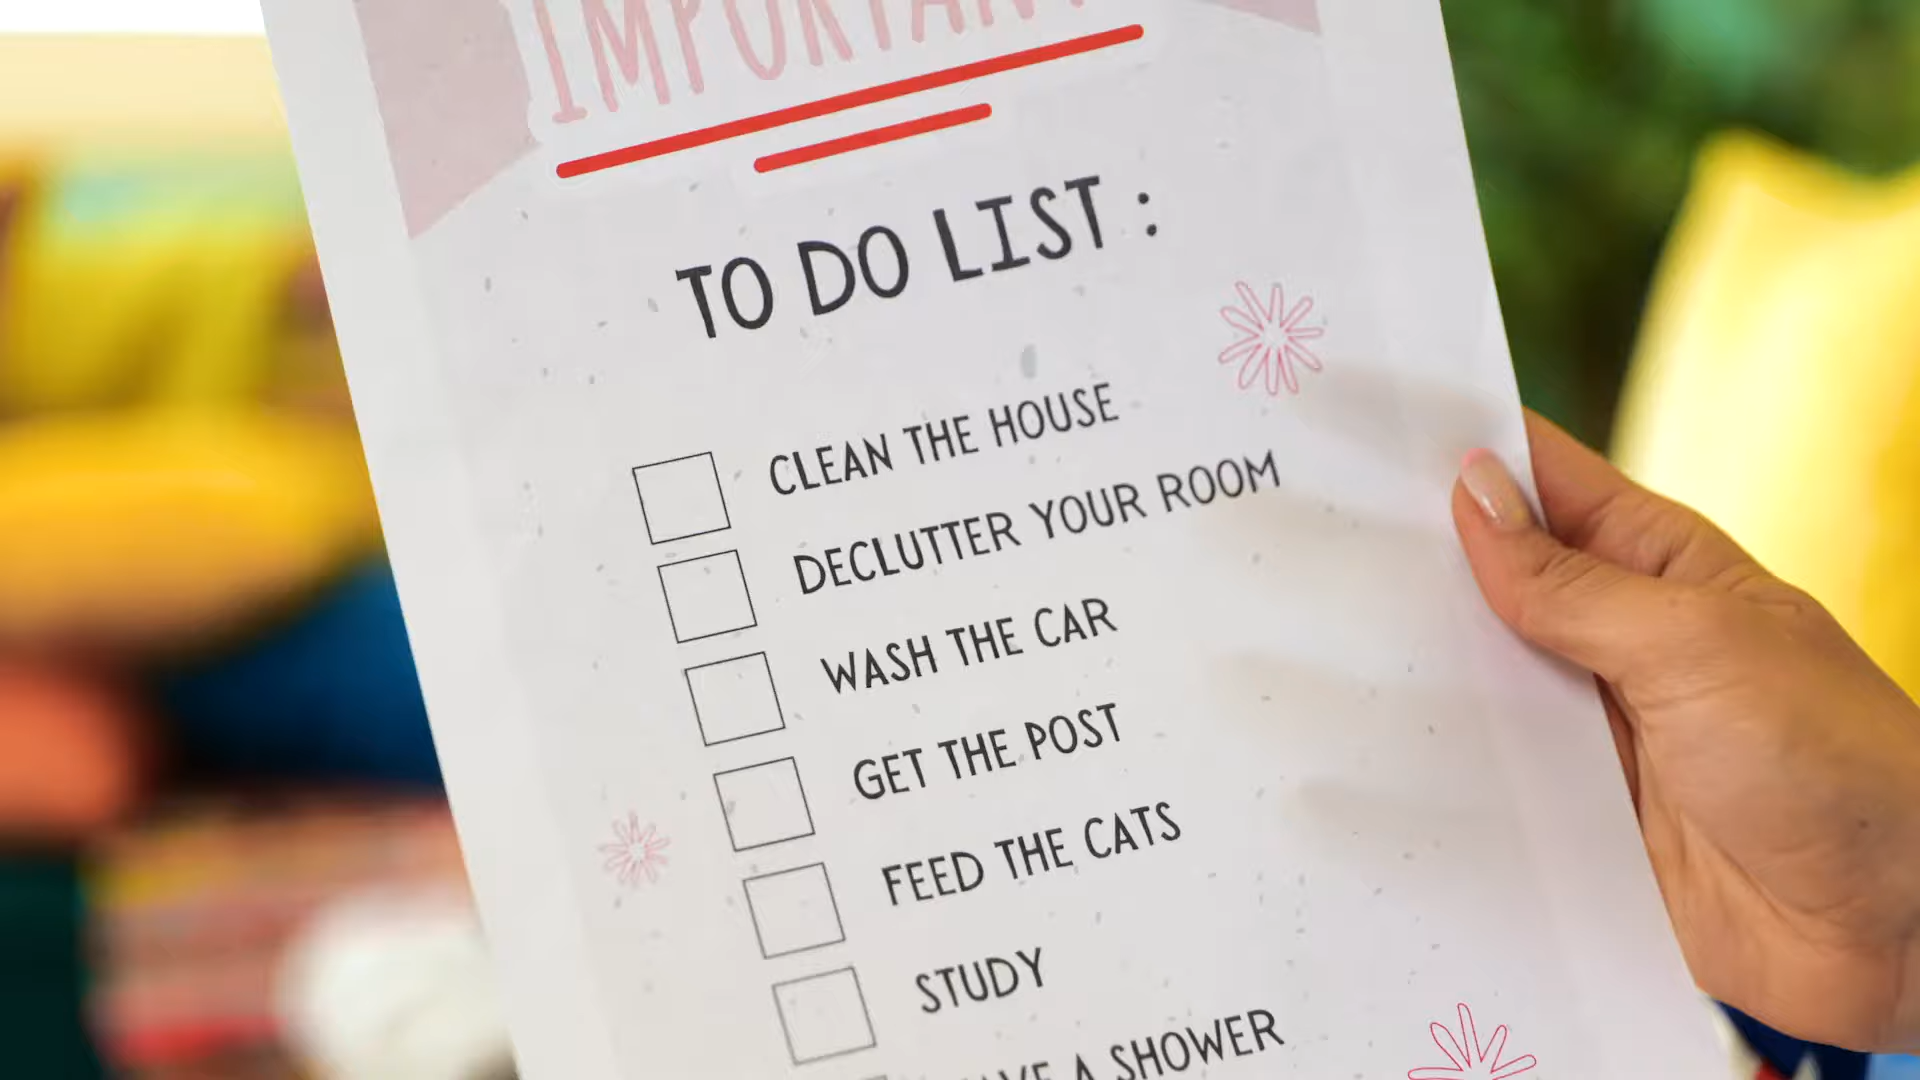 IMPORTANT
TO DO LIST :
CLEAN THE HOUSE
DECLUTTER YOUR ROOM
WASH THE CAR
GET THE POST
FEED THE CATS
STUDY
A SHOWER